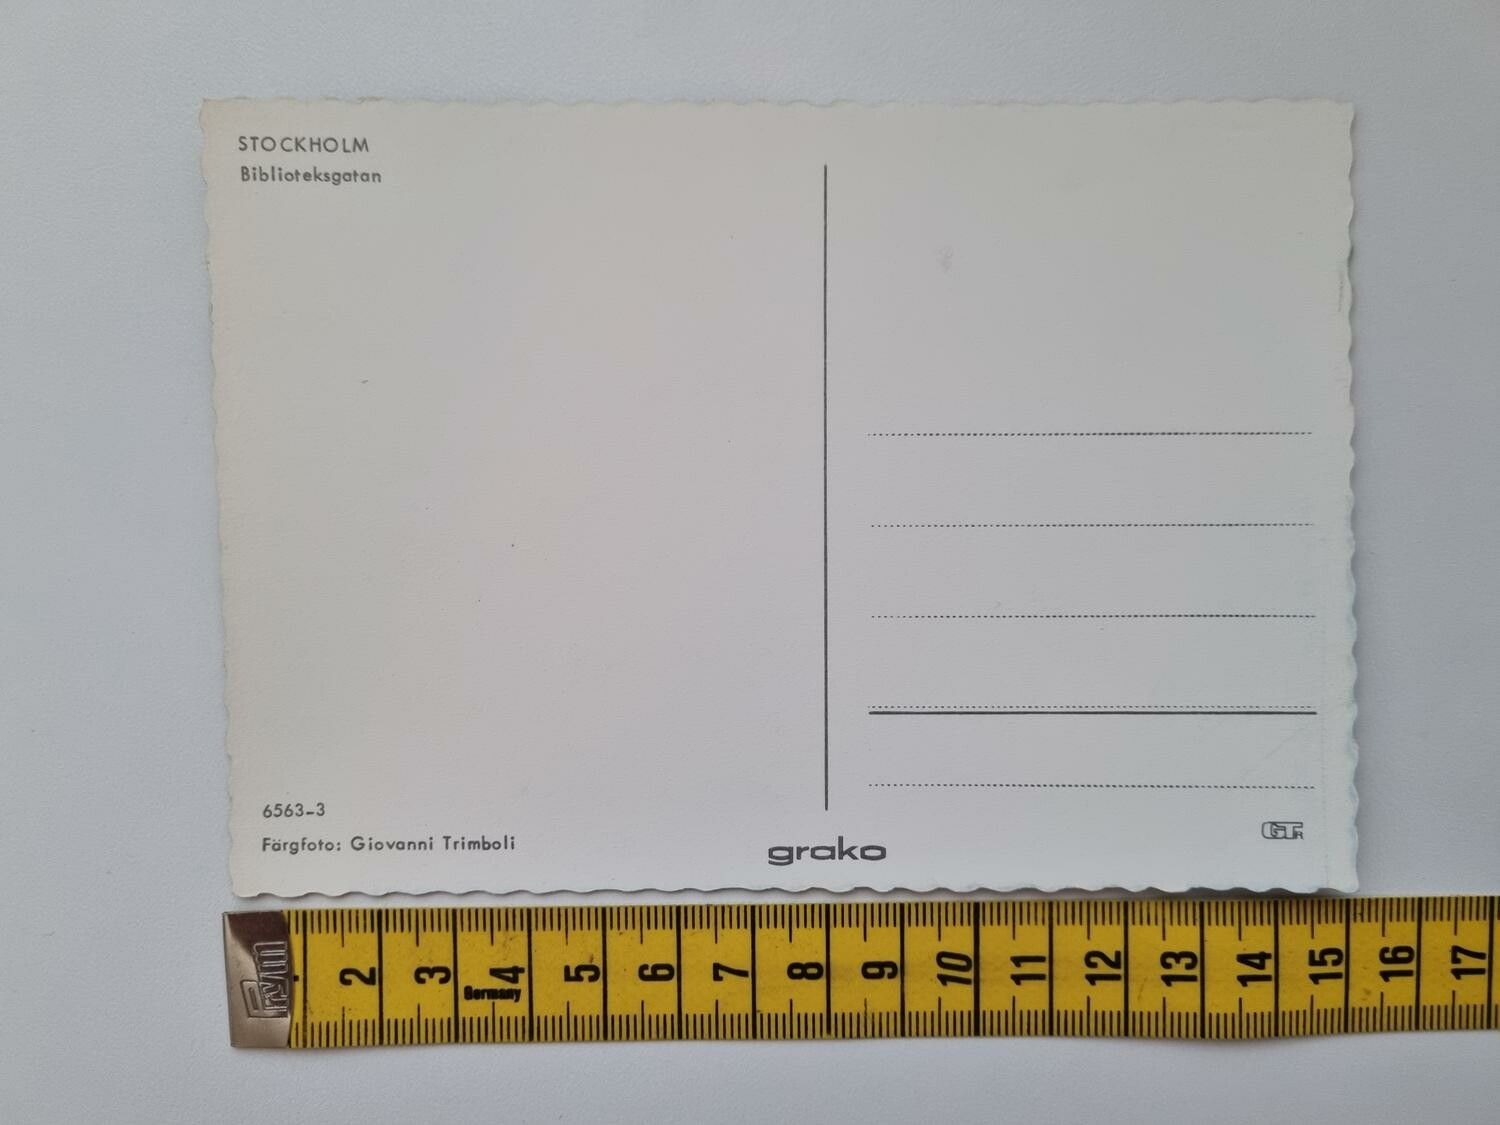 STOCKHOLM
Biblioteksgatan
6563-3
Färgfoto: Giovanni Trimboli
grako
GTR
Prym
2 3 4 5 6 7 8 9 10 11 12 13 14 15 16 17
Germany